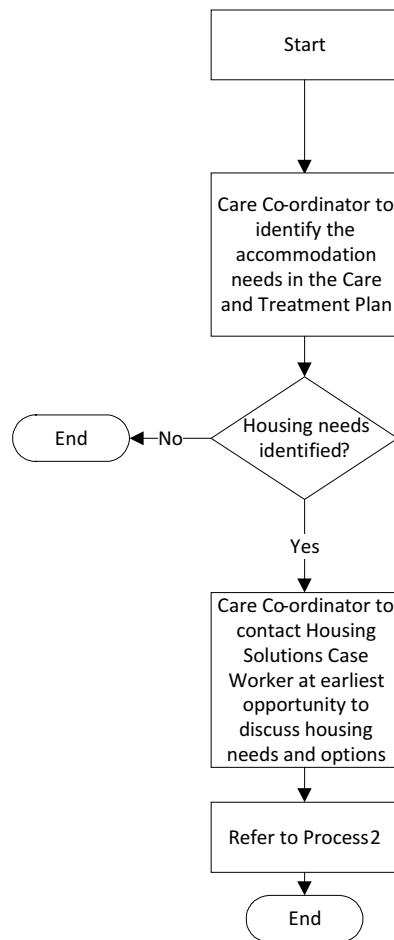 Start
Care Co-ordinator to
identify the
accommodation
needs in the Care
and Treatment Plan
Housing needs
identified?
No
End
Yes
Care Co-ordinator to
contact Housing
Solutions Case
Worker at earliest
opportunity to
discuss housing
needs and options
Refer to Process2
End